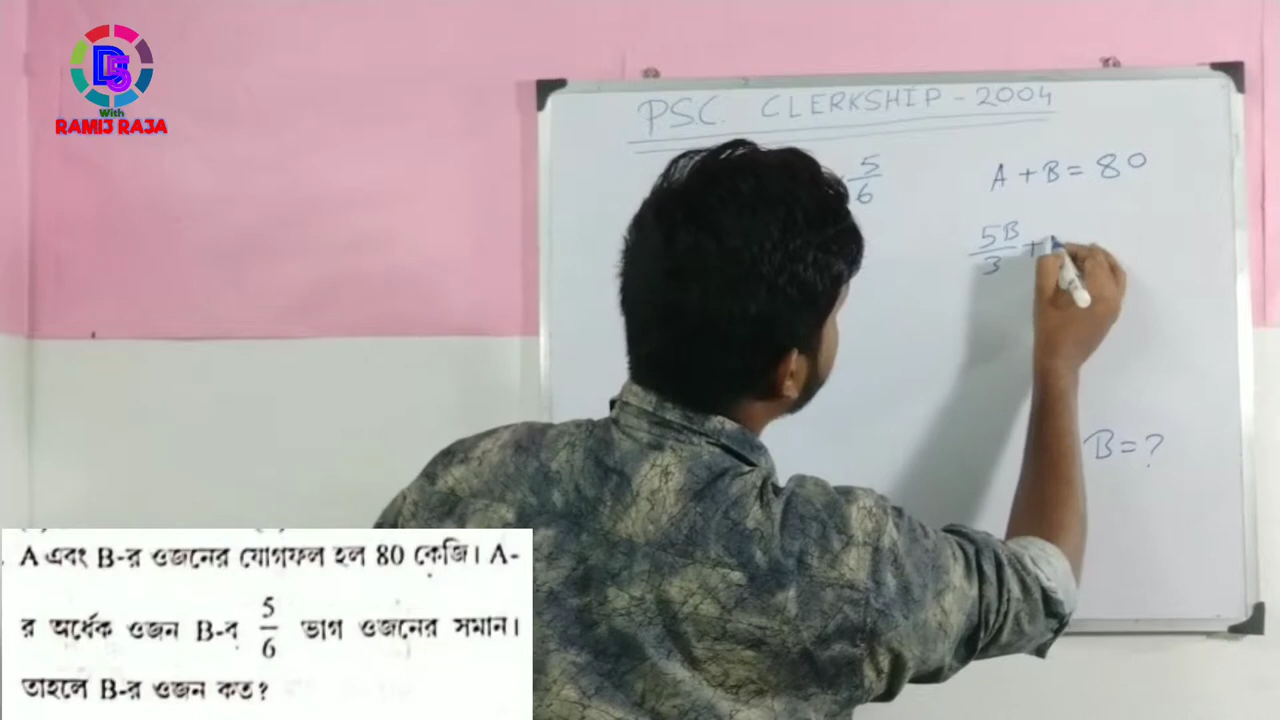 D5
With
RAMIJ RAJA
PSC. CLERKSHIP - 2004
5/6
A + B = 80
5B/3 +
B = ?
A এবং B-র ওজনের যোগফল হল 80 কেজি। A-
র অর্ধেক ওজন B-ব 5/6 ভাগ ওজনের সমান।
তাহলে B-র ওজন কত?